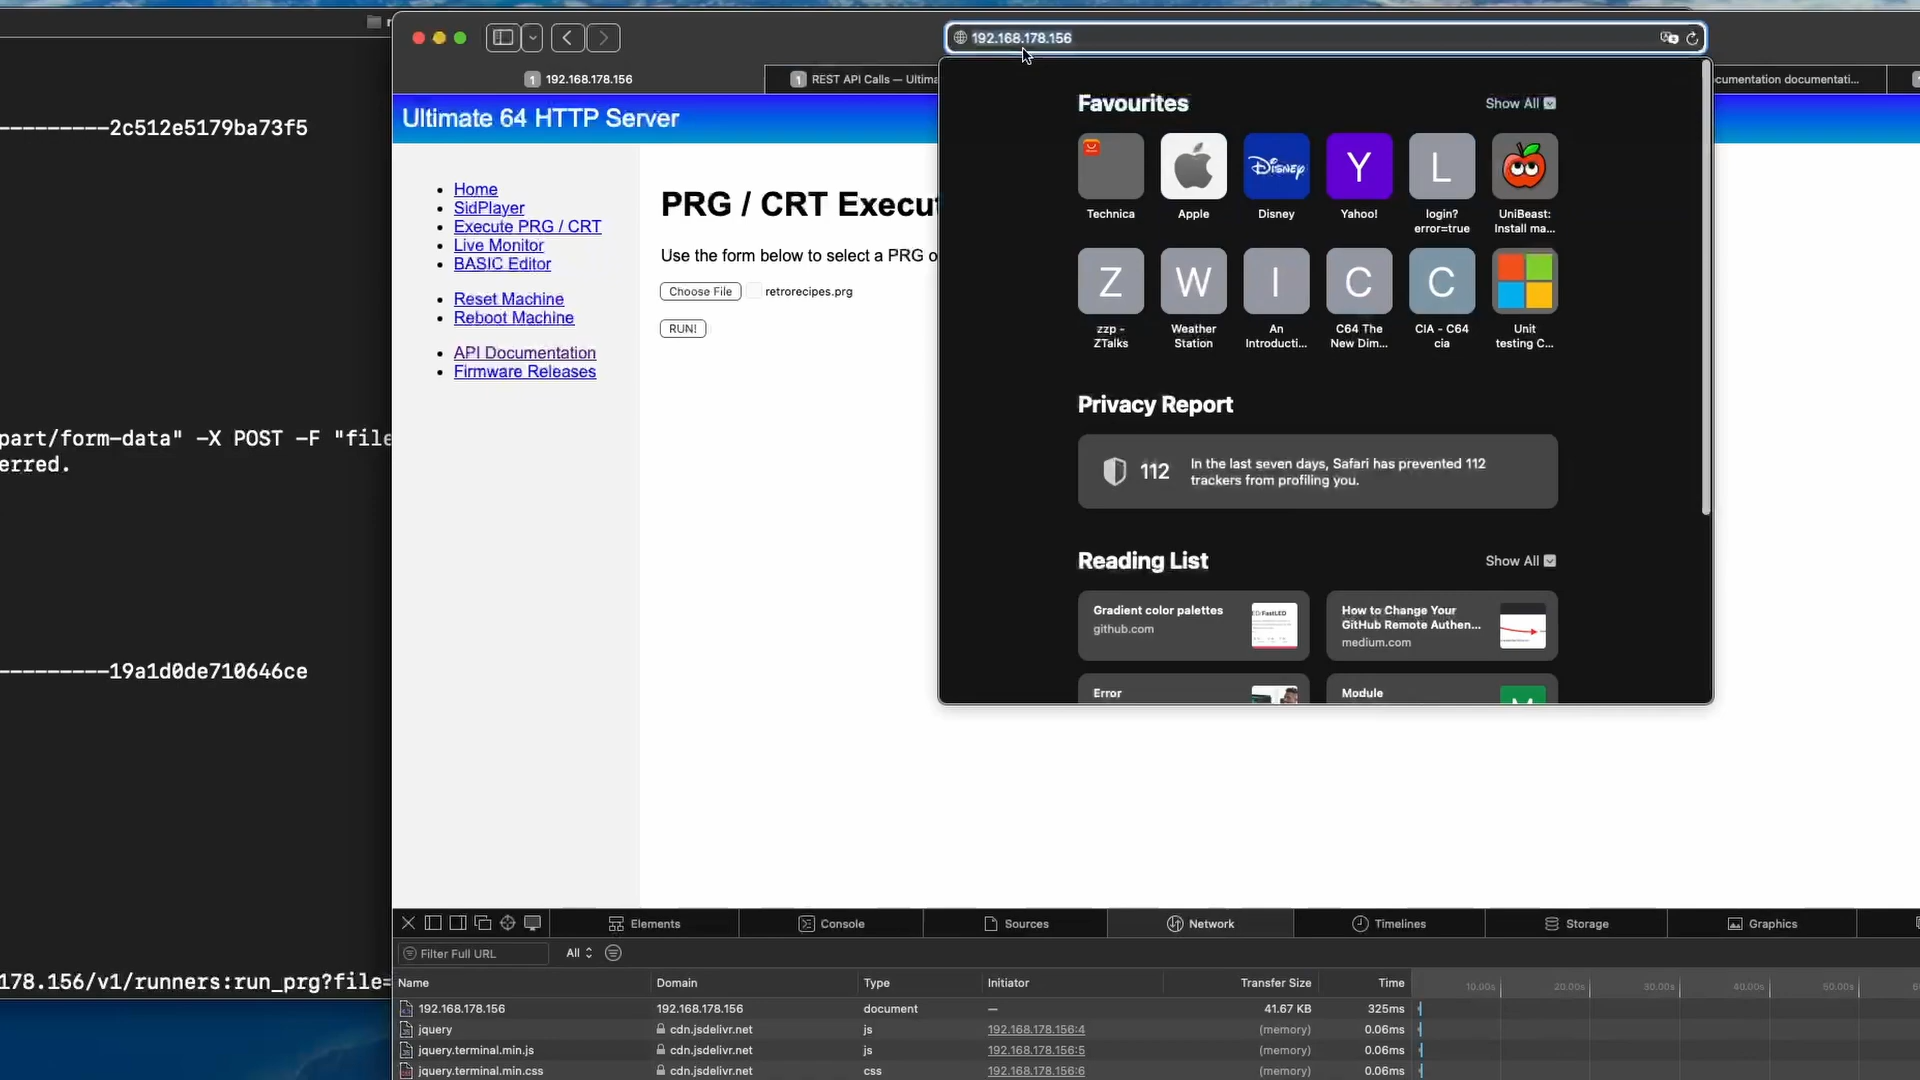 192.168.178.156
1 192.168.178.156
1 REST API Calls — Ultima
ocumentation documentati...
---------2c512e5179ba73f5
part/form-data" -X POST -F "file
erred.
---------19a1d0de710646ce
178.156/v1/runners:run_prg?file=
Ultimate 64 HTTP Server
Home
SidPlayer
Execute PRG / CRT
Live Monitor
BASIC Editor
Reset Machine
Reboot Machine
API Documentation
Firmware Releases
PRG / CRT Execu
Use the form below to select a PRG o
Choose File retrorecipes.prg
RUN!
Favourites Show All
Technica
Apple
Disney
Disney
Y
Yahoo!
L
login?
error=true
UniBeast:
Install ma...
Z
zzp -
ZTalks
W
Weather
Station
I
An
Introducti...
C
C64 The
New Dim...
C
CIA - C64
cia
Unit
testing C...
Privacy Report
112
In the last seven days, Safari has prevented 112
trackers from profiling you.
Reading List Show All
Gradient color palettes
github.com
How to Change Your
GitHub Remote Authen...
medium.com
Error
Module
Elements Console Sources Network Timelines Storage Graphics
Filter Full URL All
Name Domain Type Initiator Transfer Size Time 10.00s 20.00s 30.00s 40.00s 50.00s
192.168.178.156 192.168.178.156 document — 41.67 KB 325ms
jquery cdn.jsdelivr.net js 192.168.178.156:4 (memory) 0.06ms
jquery.terminal.min.js cdn.jsdelivr.net js 192.168.178.156:5 (memory) 0.06ms
jquery.terminal.min.css cdn.jsdelivr.net css 192.168.178.156:6 (memory) 0.06ms